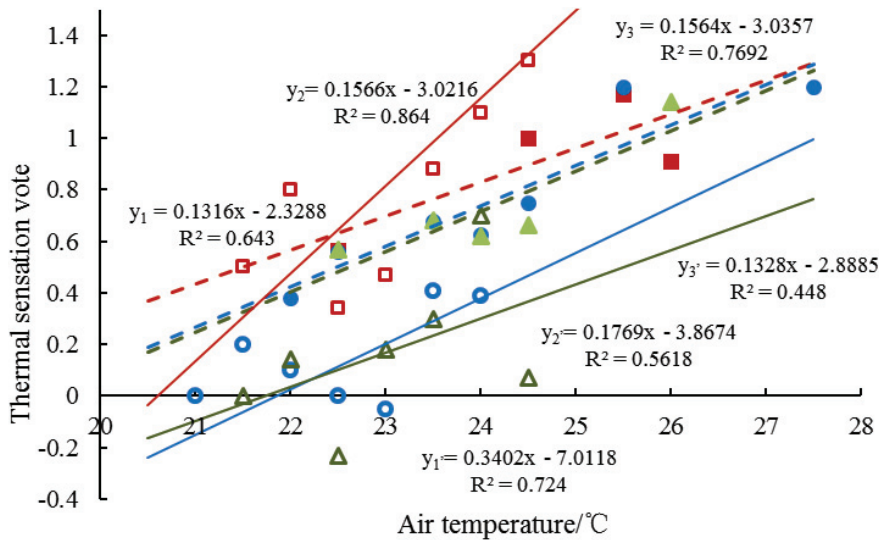 1.4
1.2
1
0.8
0.6
0.4
0.2
0
-0.2
-0.4
20
21
22
23
24
25
26
27
28
Thermal sensation vote
Air temperature/℃
y₃ = 0.1564x - 3.0357
R² = 0.7692
y₂ = 0.1566x - 3.0216
R² = 0.864
y₁ = 0.1316x - 2.3288
R² = 0.643
y₃' = 0.1328x - 2.8885
R² = 0.448
y₂' = 0.1769x - 3.8674
R² = 0.5618
y₁' = 0.3402x - 7.0118
R² = 0.724